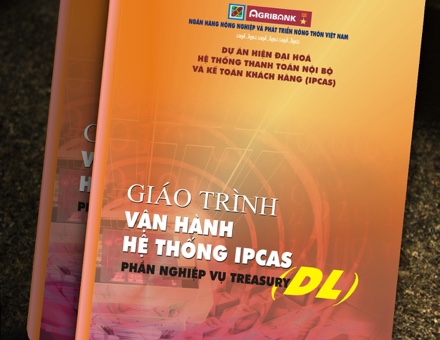 AGRIBANK
NGÂN HÀNG NÔNG NGHIỆP VÀ PHÁT TRIỂN NÔNG THÔN VIỆT NAM
DỰ ÁN HIỆN ĐẠI HOÁ
HỆ THỐNG THANH TOÁN NỘI BỘ
VÀ KẾ TOÁN KHÁCH HÀNG (IPCAS)
GIÁO TRÌNH
VẬN HÀNH
HỆ THỐNG IPCAS
PHẦN NGHIỆP VỤ TREASURY
(DL)